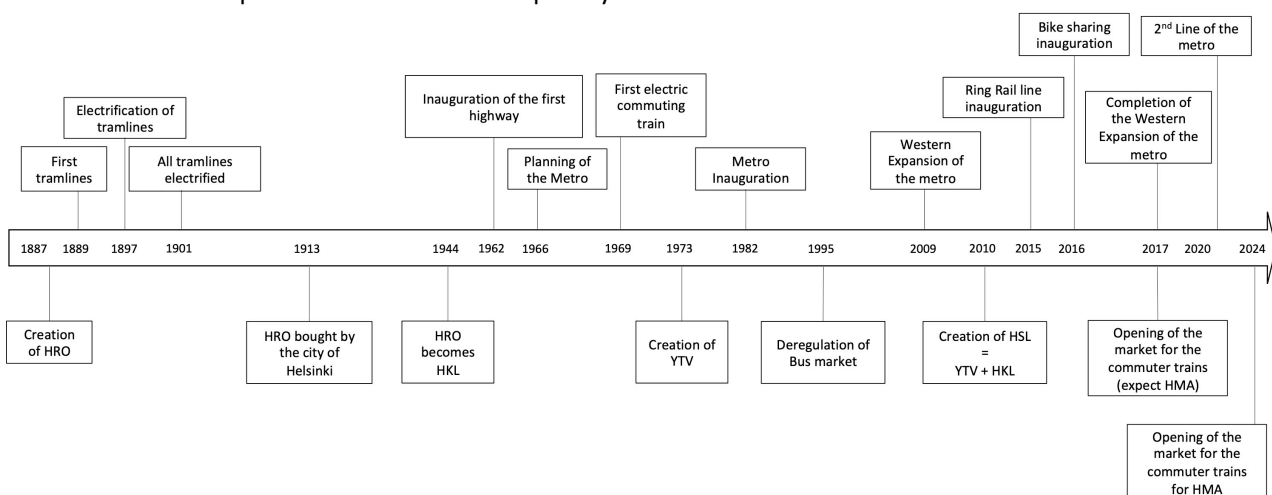 Bike sharing
inauguration
2nd Line of the
metro
Inauguration of the first
highway
First electric
commuting
train
Ring Rail line
inauguration
Completion of
the Western
Expansion of the
metro
Electrification of
tramlines
First
tramlines
All tramlines
electrified
Planning of
the Metro
Metro
Inauguration
Western
Expansion of
the metro
1887 1889 1897 1901 1913 1944 1962 1966 1969 1973 1982 1995 2009 2010 2015 2016 2017 2020 2024
Creation
of HRO
HRO bought by
the city of
Helsinki
HRO
becomes
HKL
Creation of
YTV
Deregulation of
Bus market
Creation of HSL
=
YTV + HKL
Opening of the
market for the
commuter trains
(expect HMA)
Opening of the
market for the
commuter trains
for HMA